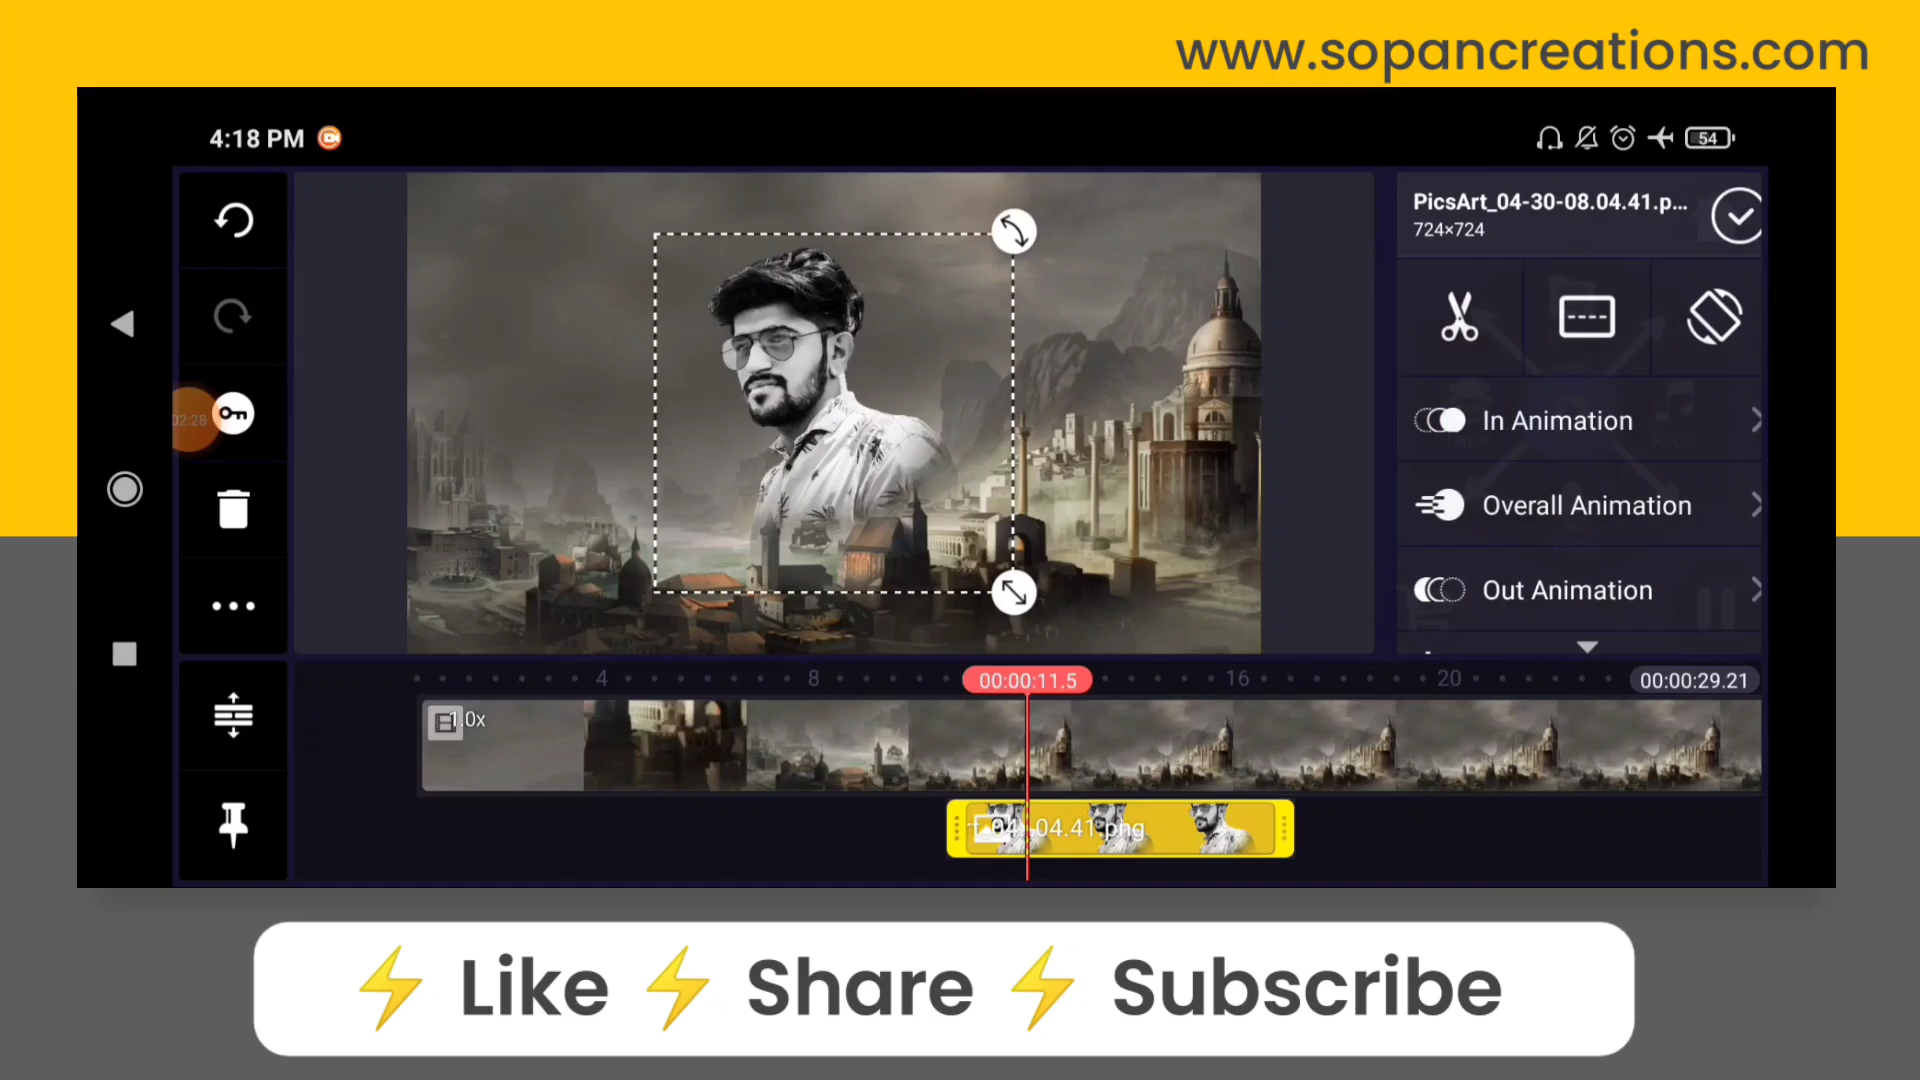 www.sopancreations.com
4:18 PM
54
PicsArt_04-30-08.04.41.p...
724×724
02:28
In Animation
Overall Animation
Out Animation
4 8 00:00:11.5 16 20 00:00:29.21
1.0x
04.41.png
⚡ Like ⚡ Share ⚡ Subscribe